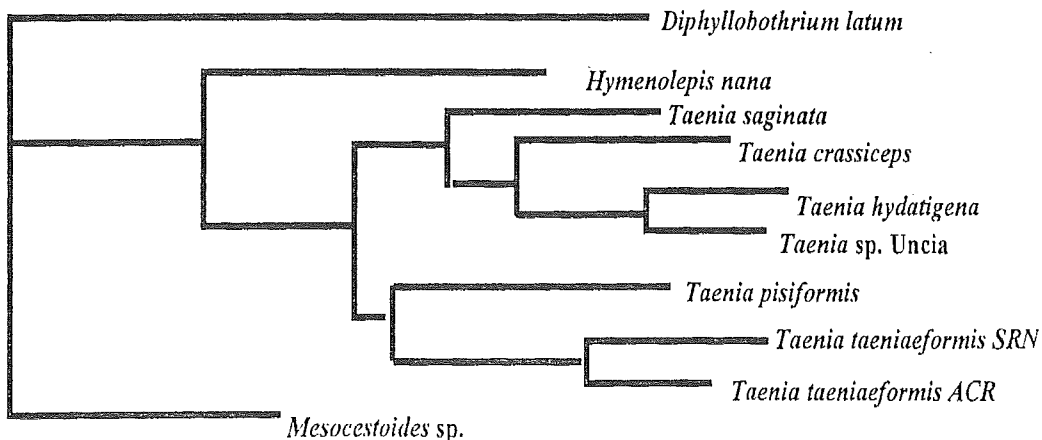 Diphyllobothrium latum
Hymenolepis nana
Taenia saginata
Taenia crassiceps
Taenia hydatigena
Taenia sp. Uncia
Taenia pisiformis
Taenia taeniaeformis SRN
Taenia taeniaeformis ACR
Mesocestoides sp.